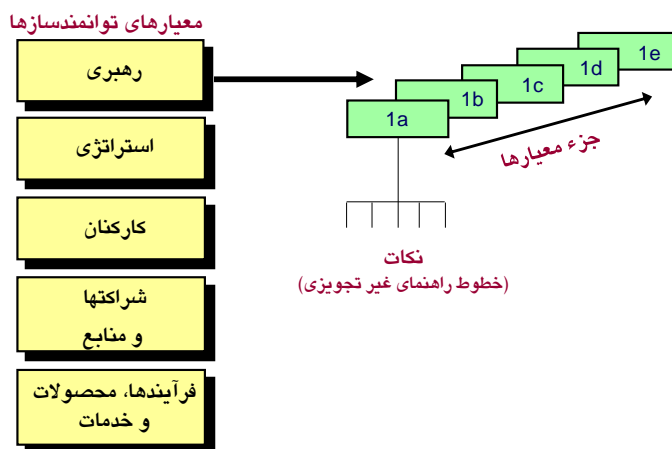 معیارهای توانمندسازها
رهبری
استراتژی
کارکنان
شراکتها
و منابع
فرآیندها، محصولات
و خدمات
1a
1b
1c
1d
1e
جزء معیارها
نکات
(خطوط راهنمای غیر تجویزی)